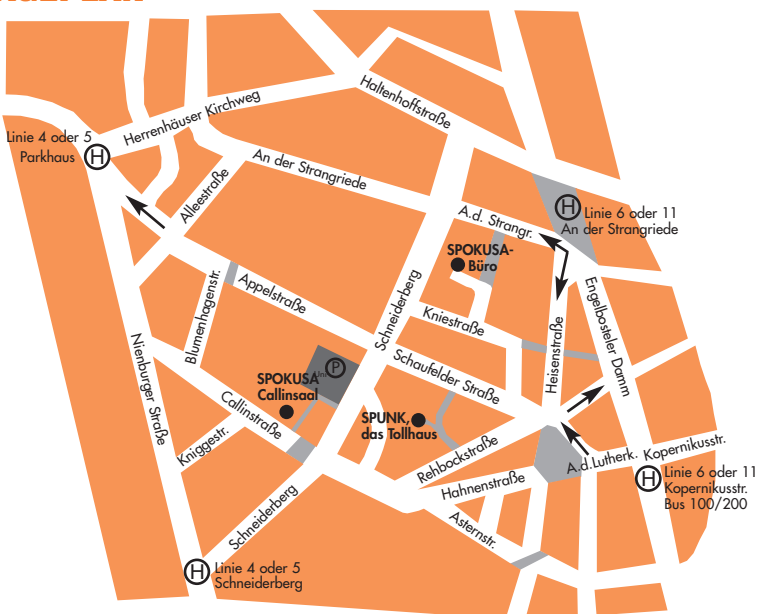 Haltenhoffstraße
Herrenhäuser Kirchweg
Linie 4 oder 5
Parkhaus
H
An der Strangriede
Alleestraße
A.d. Strangr.
H
Linie 6 oder 11
An der Strangriede
SPOKUSA-
Büro
Blumenhagenstr.
Appelstraße
Schneiderberg
Kniestraße
Engelbosteler Damm
Heisenstraße
Nienburger Straße
Uni
P
Schaufelder Straße
SPOKUSA
Callinsaal
Callinstraße
SPUNK,
das Tollhaus
Kniggestr.
Rehbockstraße
A.d.Lutherk.
Kopernikusstr.
Hahnenstraße
H
Linie 6 oder 11
Kopernikusstr.
Bus 100/200
Schneiderberg
Asternstr.
H
Linie 4 oder 5
Schneiderberg